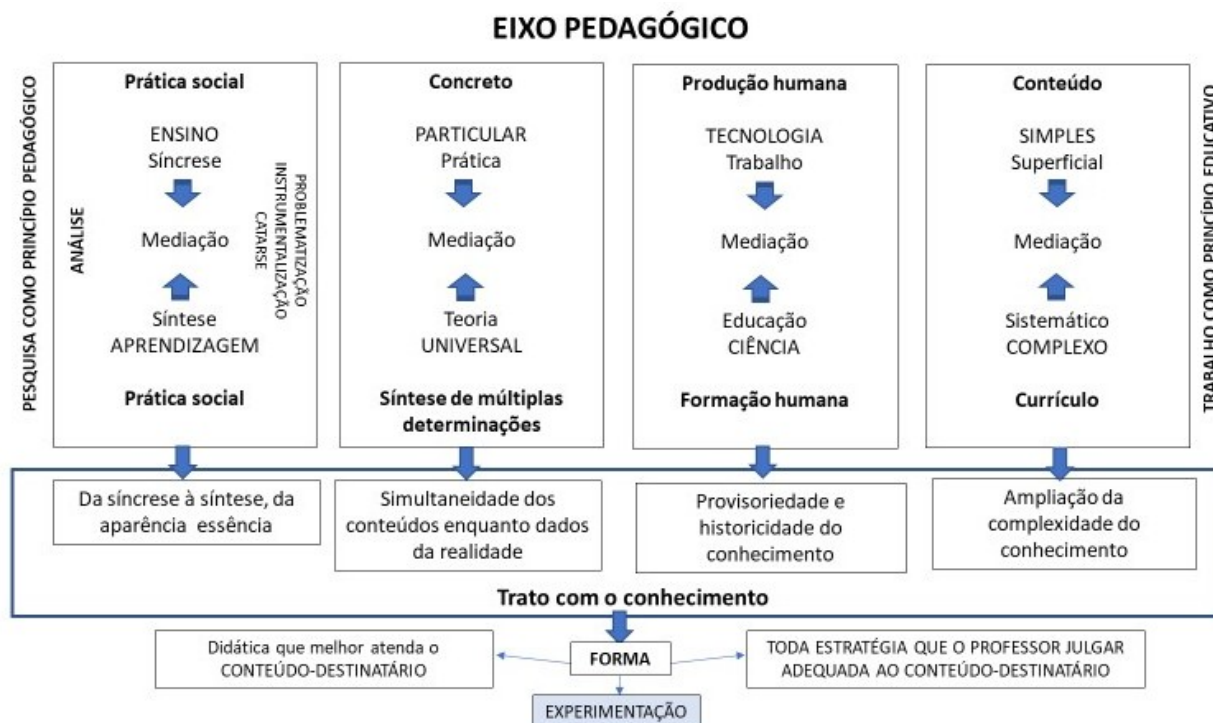 EIXO PEDAGÓGICO
PESQUISA COMO PRINCÍPIO PEDAGÓGICO
Prática social
ENSINO
Síncrese
ANÁLISE
Mediação
PROBLEMATIZAÇÃO
INSTRUMENTALIZAÇÃO
CATARSE
Síntese
APRENDIZAGEM
Prática social
Concreto
PARTICULAR
Prática
Mediação
Teoria
UNIVERSAL
Síntese de múltiplas
determinações
Produção humana
TECNOLOGIA
Trabalho
Mediação
Educação
CIÊNCIA
Formação humana
Conteúdo
SIMPLES
Superficial
Mediação
Sistemático
COMPLEXO
Currículo
TRABALHO COMO PRINCÍPIO EDUCATIVO
Da síncrese à síntese, da
aparência essência
Simultaneidade dos
conteúdos enquanto dados
da realidade
Provisoriedade e
historicidade do
conhecimento
Ampliação da
complexidade do
conhecimento
Trato com o conhecimento
Didática que melhor atenda o
CONTEÚDO-DESTINATÁRIO
FORMA
TODA ESTRATÉGIA QUE O PROFESSOR JULGAR
ADEQUADA AO CONTEÚDO-DESTINATÁRIO
EXPERIMENTAÇÃO